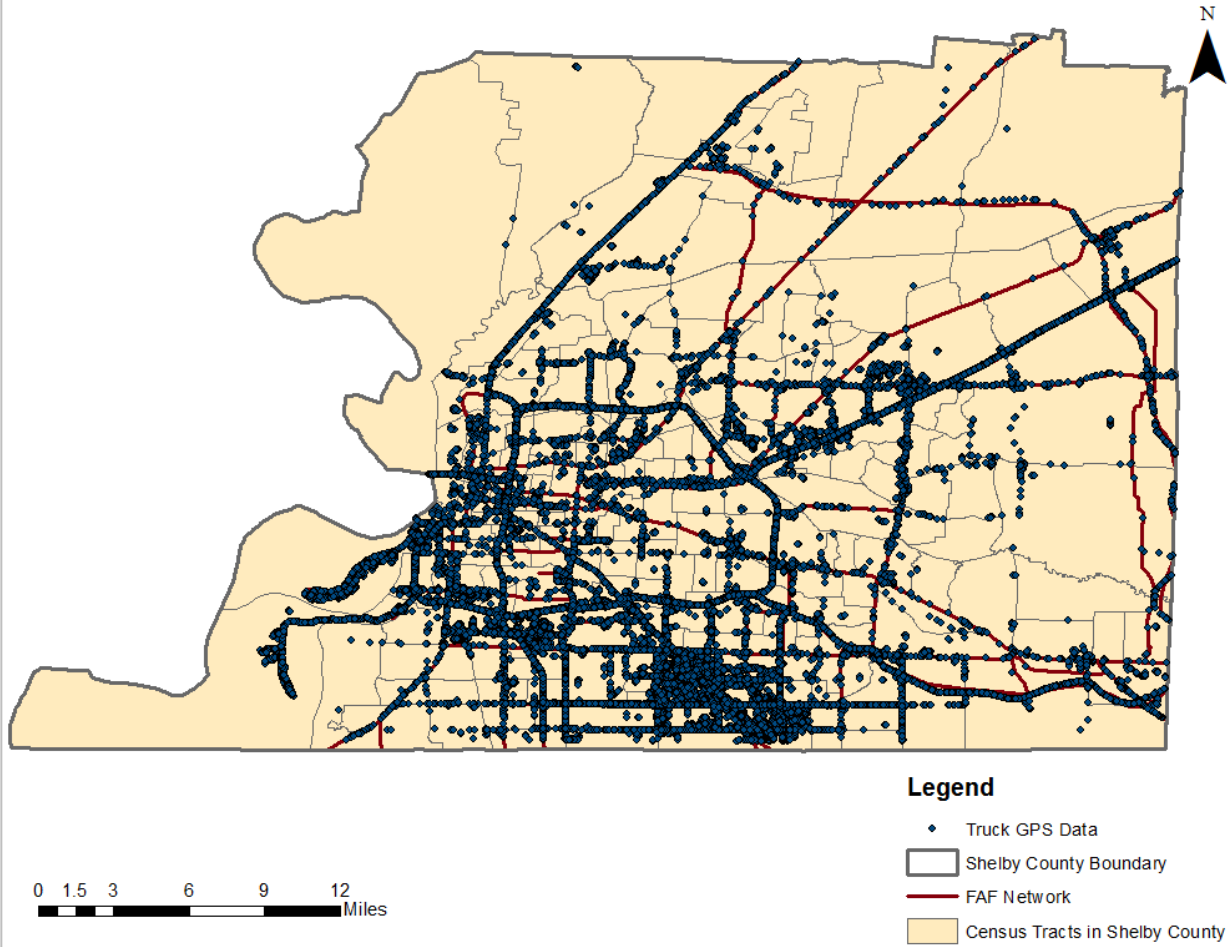 N
Legend
Truck GPS Data
Shelby County Boundary
FAF Network
Census Tracts in Shelby County
0 1.5 3 6 9 12
Miles